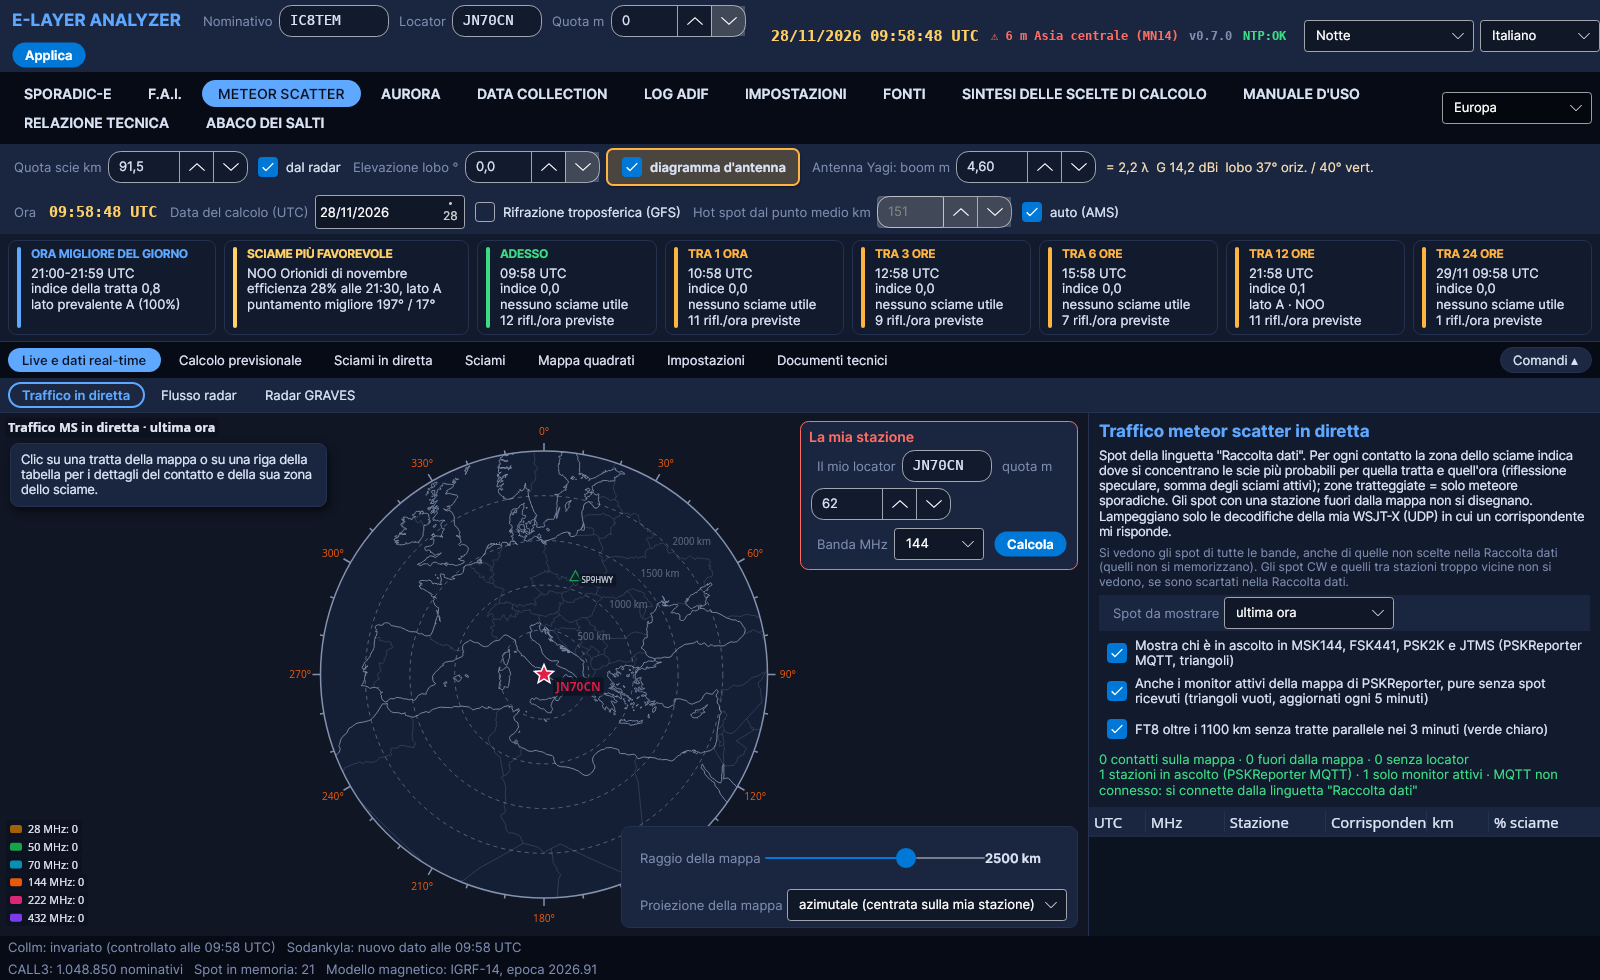 E-LAYER ANALYZER
Nominativo IC8TEM Locator JN70CN Quota m 0
Applica
28/11/2026 09:58:48 UTC ⚠ 6 m Asia centrale (MN14) v0.7.0 NTP:OK Notte Italiano
SPORADIC-E F.A.I. METEOR SCATTER AURORA DATA COLLECTION LOG ADIF IMPOSTAZIONI FONTI SINTESI DELLE SCELTE DI CALCOLO MANUALE D'USO
RELAZIONE TECNICA ABACO DEI SALTI
Europa
Quota scie km 91,5 dal radar Elevazione lobo ° 0,0 diagramma d'antenna Antenna Yagi: boom m 4,60 = 2,2 λ G 14,2 dBi lobo 37° oriz. / 40° vert.
Ora 09:58:48 UTC Data del calcolo (UTC) 28/11/2026 28 Rifrazione troposferica (GFS) Hot spot dal punto medio km 151 auto (AMS)
ORA MIGLIORE DEL GIORNO
21:00-21:59 UTC
indice della tratta 0,8
lato prevalente A (100%)
SCIAME PIÙ FAVOREVOLE
NOO Orionidi di novembre
efficienza 28% alle 21:30, lato A
puntamento migliore 197° / 17°
ADESSO
09:58 UTC
indice 0,0
nessuno sciame utile
12 rifl./ora previste
TRA 1 ORA
10:58 UTC
indice 0,0
nessuno sciame utile
11 rifl./ora previste
TRA 3 ORE
12:58 UTC
indice 0,0
nessuno sciame utile
9 rifl./ora previste
TRA 6 ORE
15:58 UTC
indice 0,0
nessuno sciame utile
7 rifl./ora previste
TRA 12 ORE
21:58 UTC
indice 0,1
lato A · NOO
11 rifl./ora previste
TRA 24 ORE
29/11 09:58 UTC
indice 0,0
nessuno sciame utile
1 rifl./ora previste
Live e dati real-time Calcolo previsionale Sciami in diretta Sciami Mappa quadrati Impostazioni Documenti tecnici Comandi ▴
Traffico in diretta Flusso radar Radar GRAVES
Traffico MS in diretta · ultima ora
Clic su una tratta della mappa o su una riga della
tabella per i dettagli del contatto e della sua zona
dello sciame.
0°
330° 30°
300° 60°
2000 km
1500 km
SP9HWY
1000 km
500 km
270° 90°
JN70CN
240° 120°
210°
180°
La mia stazione
Il mio locator JN70CN quota m
62
Banda MHz 144 Calcola
28 MHz: 0
50 MHz: 0
70 MHz: 0
144 MHz: 0
222 MHz: 0
432 MHz: 0
Raggio della mappa 2500 km
Proiezione della mappa azimutale (centrata sulla mia stazione)
Traffico meteor scatter in diretta
Spot della linguetta "Raccolta dati". Per ogni contatto la zona dello sciame indica
dove si concentrano le scie più probabili per quella tratta e quell'ora (riflessione
speculare, somma degli sciami attivi); zone tratteggiate = solo meteore
sporadiche. Gli spot con una stazione fuori dalla mappa non si disegnano.
Lampeggiano solo le decodifiche della mia WSJT-X (UDP) in cui un corrispondente
mi risponde.
Si vedono gli spot di tutte le bande, anche di quelle non scelte nella Raccolta dati
(quelli non si memorizzano). Gli spot CW e quelli tra stazioni troppo vicine non si
vedono, se sono scartati nella Raccolta dati.
Spot da mostrare ultima ora
Mostra chi è in ascolto in MSK144, FSK441, PSK2K e JTMS (PSKReporter
MQTT, triangoli)
Anche i monitor attivi della mappa di PSKReporter, pure senza spot
ricevuti (triangoli vuoti, aggiornati ogni 5 minuti)
FT8 oltre i 1100 km senza tratte parallele nei 3 minuti (verde chiaro)
0 contatti sulla mappa · 0 fuori dalla mappa · 0 senza locator
1 stazioni in ascolto (PSKReporter MQTT) · 1 solo monitor attivi · MQTT non
connesso: si connette dalla linguetta "Raccolta dati"
UTC MHz Stazione Corrisponden km % sciame
Collm: invariato (controllato alle 09:58 UTC) Sodankyla: nuovo dato alle 09:58 UTC
CALL3: 1.048.850 nominativi Spot in memoria: 21 Modello magnetico: IGRF-14, epoca 2026.91